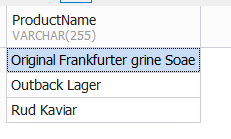 ProductName
VARCHAR(255)
Original Frankfurter grine Soae
Outback Lager
Rud Kaviar